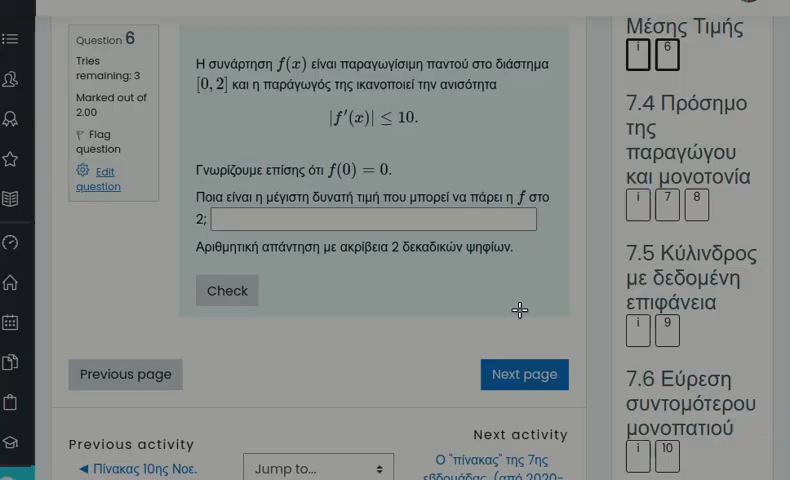 Question 6
Tries
remaining: 3
Marked out of
2.00
Flag
question
Edit
question
Η συνάρτηση f(x) είναι παραγωγίσιμη παντού στο διάστημα
[0, 2] και η παράγωγός της ικανοποιεί την ανισότητα
|f′(x)| ≤ 10.
Γνωρίζουμε επίσης ότι f(0) = 0.
Ποια είναι η μέγιστη δυνατή τιμή που μπορεί να πάρει η f στο
2;
Αριθμητική απάντηση με ακρίβεια 2 δεκαδικών ψηφίων.
Check
Previous page
Next page
Previous activity
◄ Πίνακας 10ης Νοε.
Jump to...
Next activity
Ο "πίνακας" της 7ης
εβδομάδας (από 2020-
Μέσης Τιμής
i 6
7.4 Πρόσημο
της
παραγώγου
και μονοτονία
i 7 8
7.5 Κύλινδρος
με δεδομένη
επιφάνεια
i 9
7.6 Εύρεση
συντομότερου
μονοπατιού
i 10